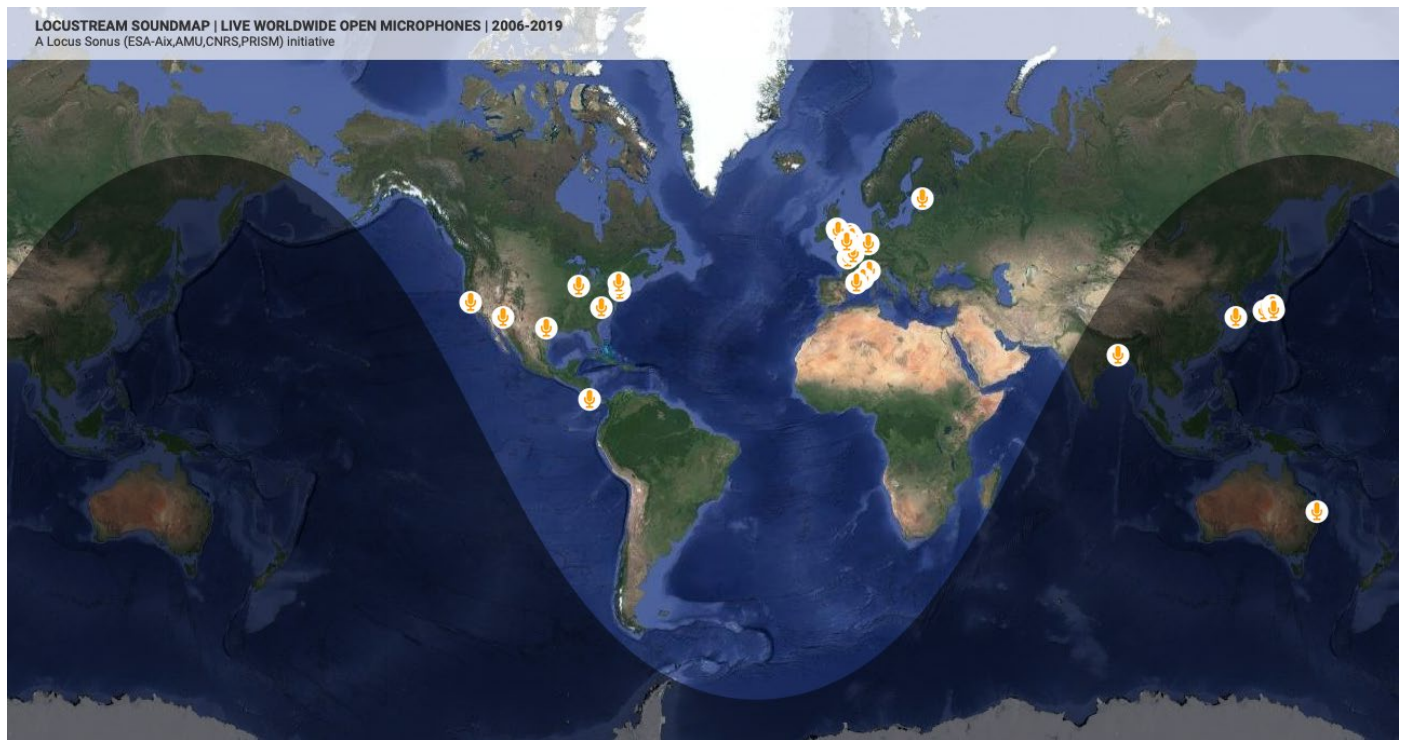 LOCUSTREAM SOUNDMAP | LIVE WORLDWIDE OPEN MICROPHONES | 2006-2019
A Locus Sonus (ESA-Aix,AMU,CNRS,PRISM) initiative